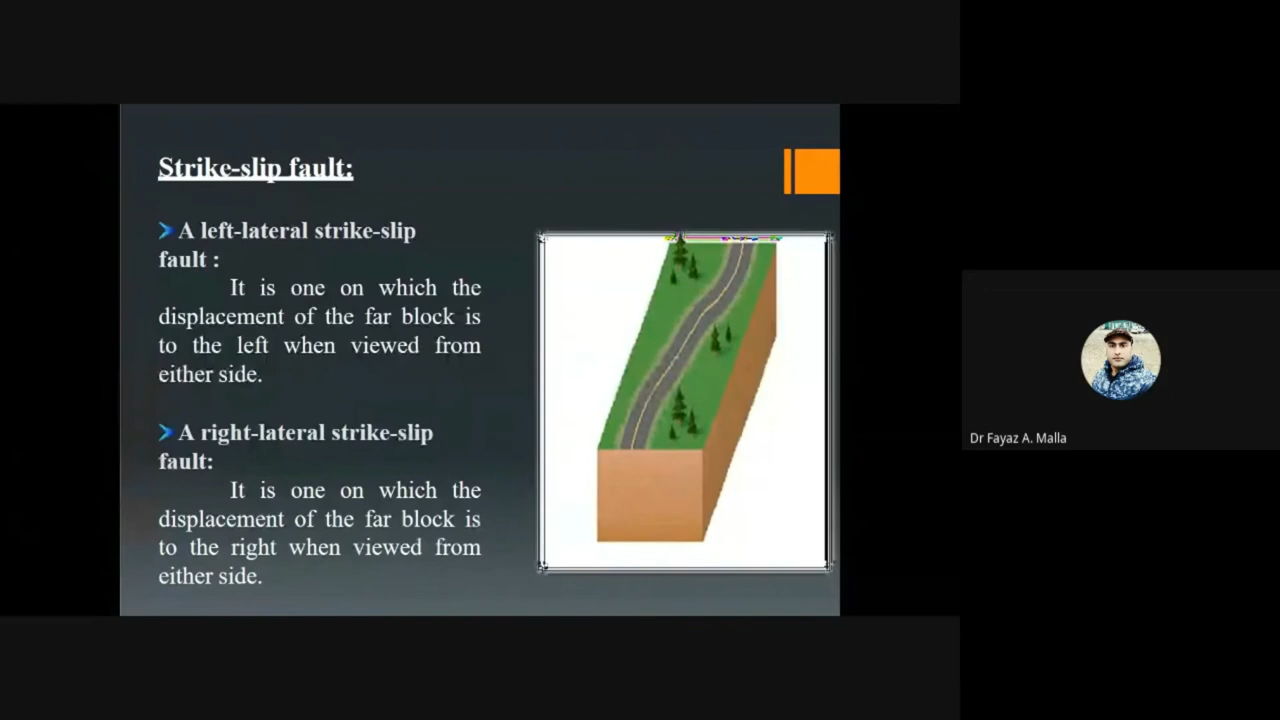 Strike-slip fault:
A left-lateral strike-slip
fault :
It is one on which the
displacement of the far block is
to the left when viewed from
either side.
A right-lateral strike-slip
fault:
It is one on which the
displacement of the far block is
to the right when viewed from
either side.
Dr Fayaz A. Malla